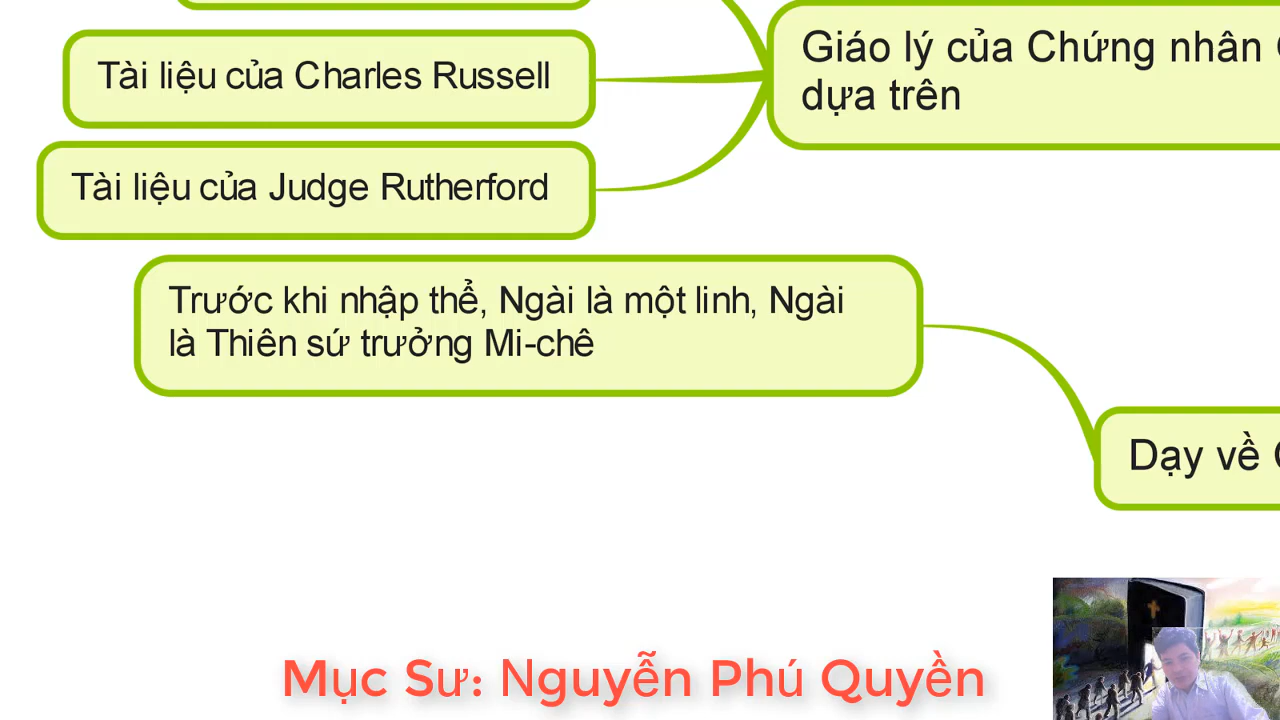 Tài liệu của Charles Russell
Giáo lý của Chứng nhân
dựa trên
Tài liệu của Judge Rutherford
Trước khi nhập thể, Ngài là một linh, Ngài
là Thiên sứ trưởng Mi-chê
Dạy về
Mục Sư: Nguyễn Phú Quyền